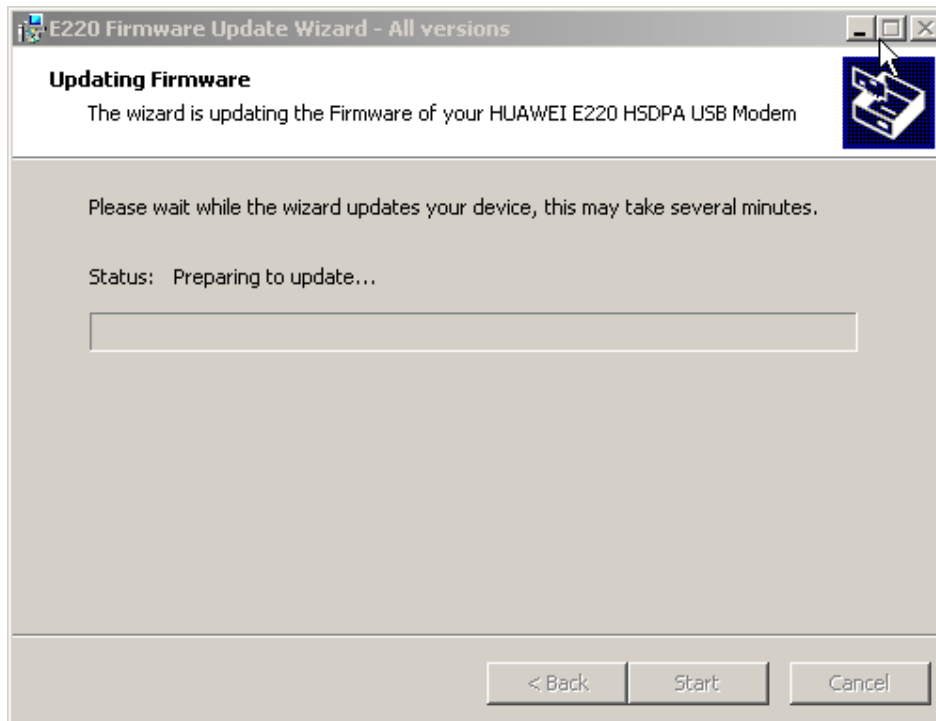 E220 Firmware Update Wizard - All versions
Updating Firmware
The wizard is updating the Firmware of your HUAWEI E220 HSDPA USB Modem
Please wait while the wizard updates your device, this may take several minutes.
Status: Preparing to update...
< Back Start Cancel